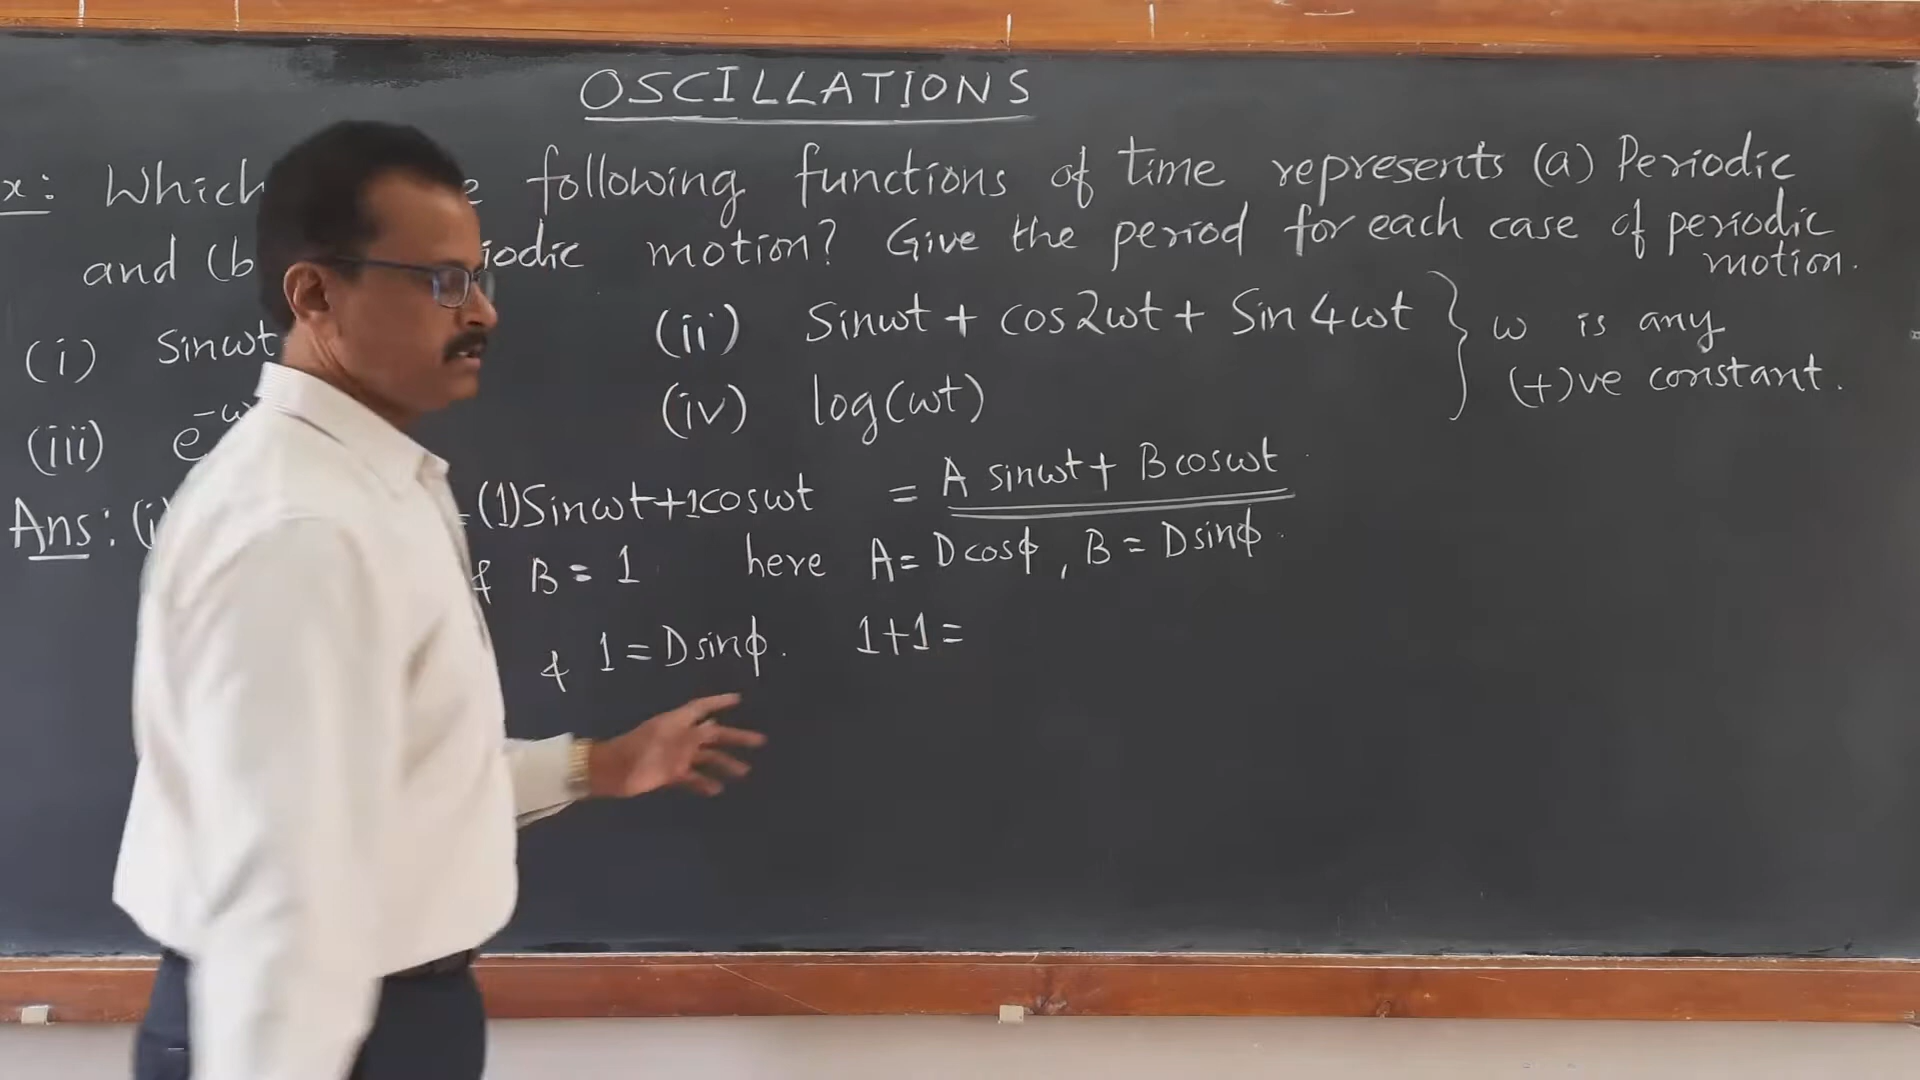 OSCILLATIONS
x: Which following functions of time represents (a) Periodic
and (b iodic motion? Give the period for each case of periodic
motion.
(i) Sinωt (ii) Sinωt + cos2ωt + Sin4ωt } ω is any
(+)ve constant.
(iii) e^-ω (iv) log(ωt)
Ans: (i = (1)Sinωt+1cosωt = A sinωt + Bcosωt
& B = 1 here A = Dcosϕ, B = Dsinϕ.
& 1 = Dsinϕ. 1+1=